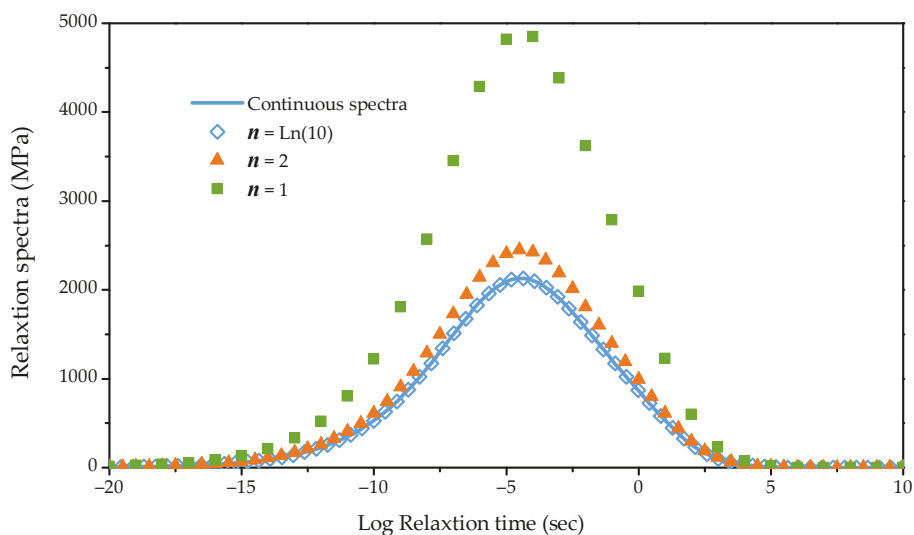 5000
4000
3000
2000
1000
0
Relaxtion spectra (MPa)
Continuous spectra
n = Ln(10)
n = 2
n = 1
−20 −15 −10 −5 0 5 10
Log Relaxtion time (sec)